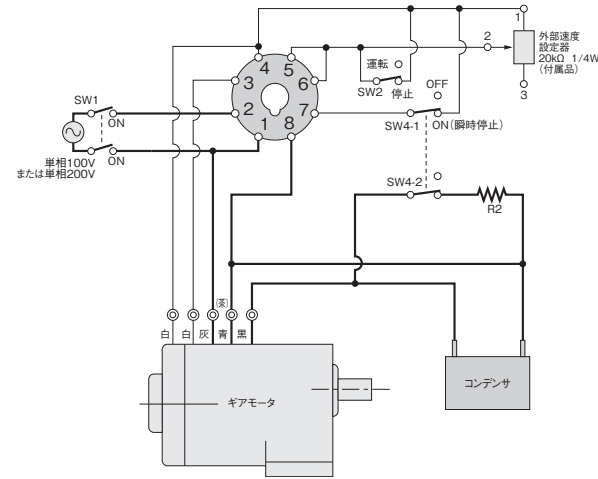 1
2
外部速度
設定器
20kΩ 1/4W
(付属品)
3
4
5
3
6
2
7
1
8
運転
SW2
停止
OFF
SW4-1
ON(瞬時停止)
SW1
ON
ON
単相100V
または単相200V
SW4-2
R2
(茶)
白
白
灰
青
黒
ギアモータ
コンデンサ